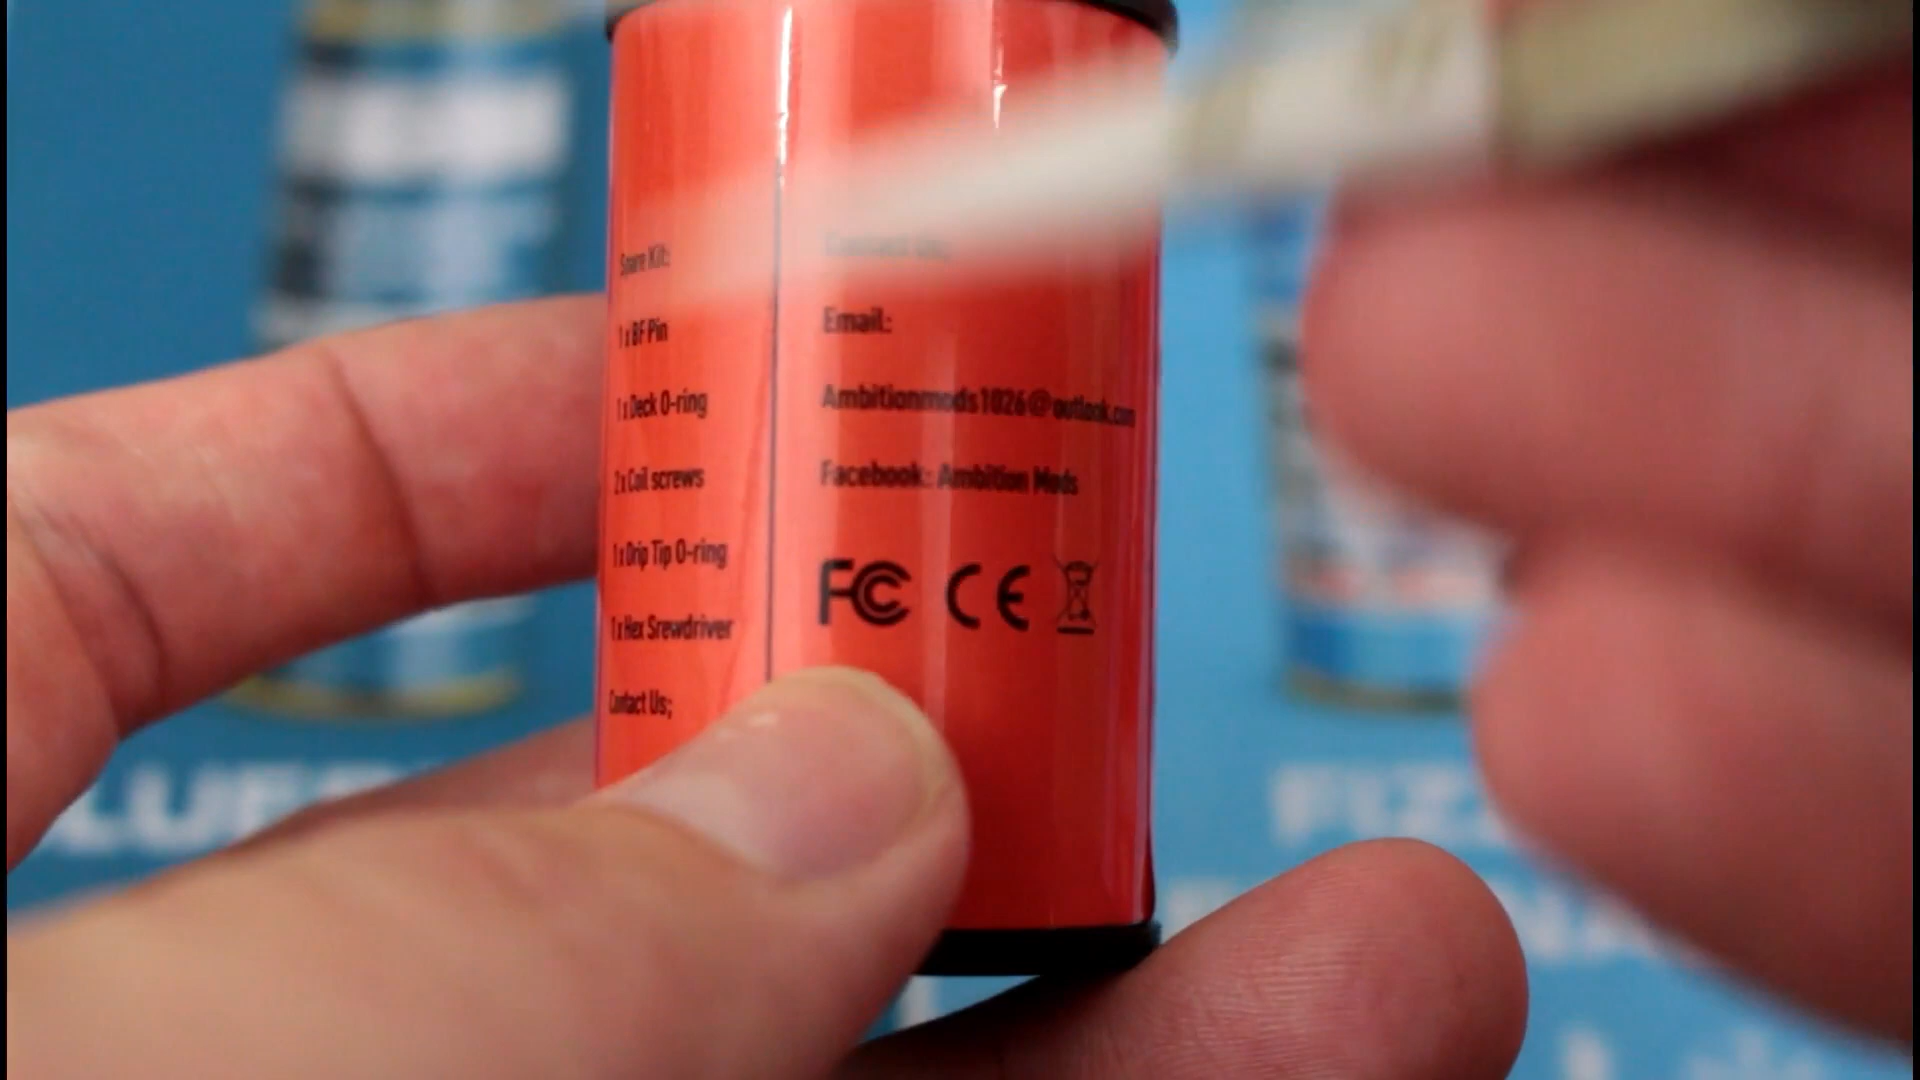 Spare Kit:
1 x BF Pin
1 x Deck O-ring
2 x Coil screws
1 x Drip Tip O-ring
1 x Hex Srewdriver
Contact Us;
Contact Us;
Email:
Ambitionmods1026@outlook.com
Facebook: Ambition Mods
FC CE
FIZZ